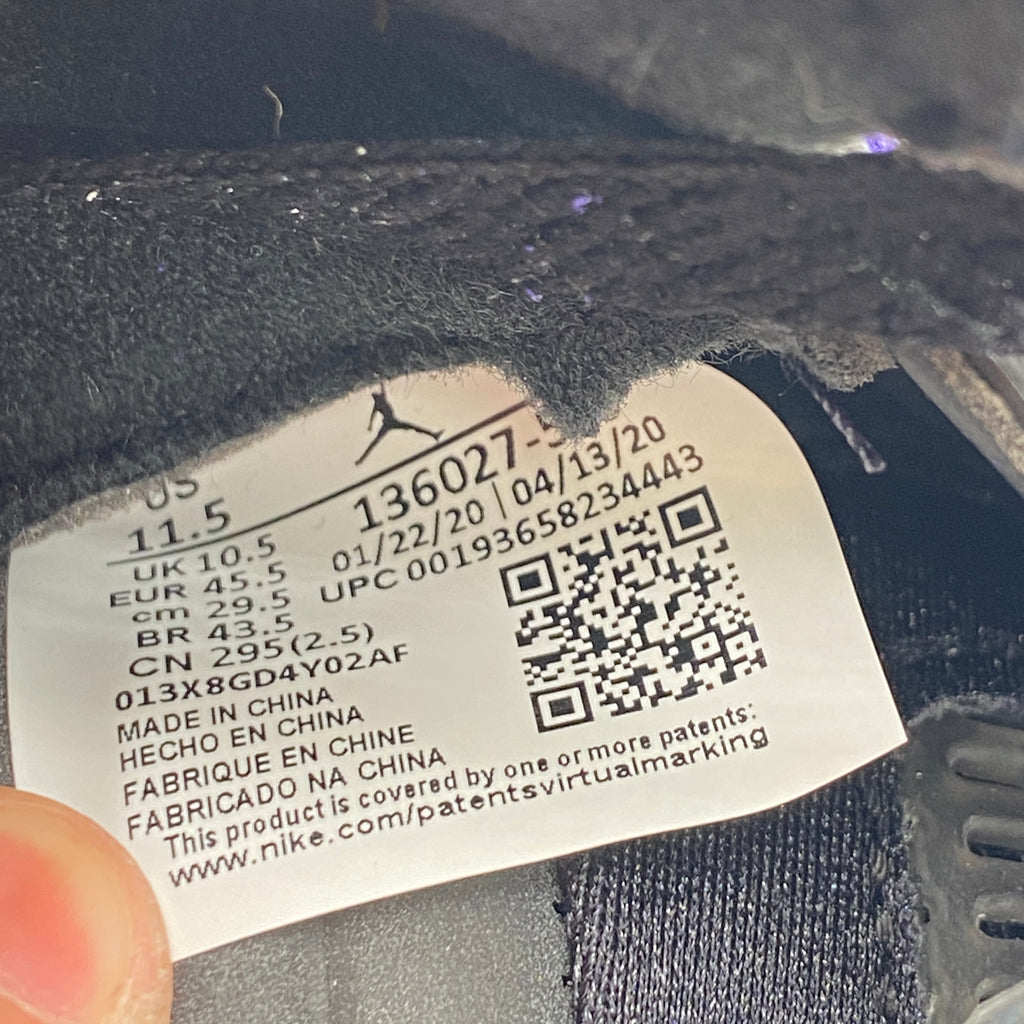 US
11.5
UK 10.5
EUR 45.5
cm 29.5
BR 43.5
CN 295(2.5)
013X8GD4Y02AF
MADE IN CHINA
HECHO EN CHINA
FABRIQUE EN CHINE
FABRICADO NA CHINA
136027-
01/22/20 | 04/13/20
UPC 00193658234443
This product is covered by one or more patents:
www.nike.com/patentsvirtualmarking